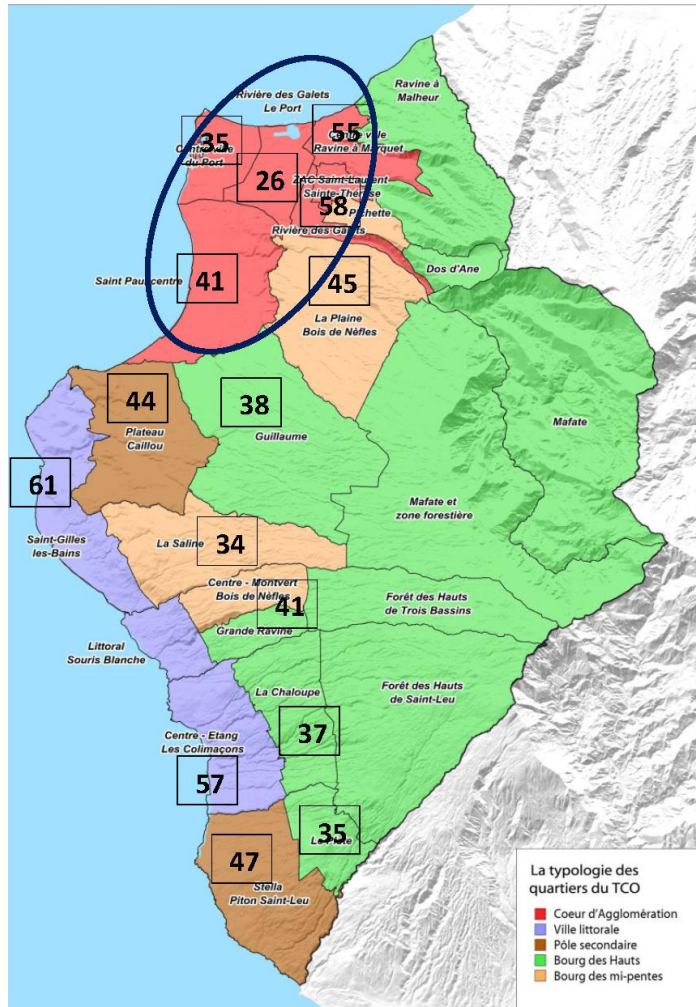 Rivière des Galets
Le Port
Ravine à
Malheur
35
55
Centre ville
du Port
Centre ville
Ravine à Marquet
26
ZAC Saint-Laurent
Sainte-Thérèse
58
Pichette
Rivière des Galets
Saint Paul centre
41
45
Dos d'Ane
La Plaine
Bois de Nèfles
44
38
Plateau
Caillou
Guillaume
Mafate
61
Mafate et
zone forestière
Saint-Gilles
les-Bains
La Saline
34
Centre - Montvert
Bois de Nèfles
41
Forêt des Hauts
de Trois Bassins
Grande Ravine
Littoral
Souris Blanche
La Chaloupe
Forêt des Hauts
de Saint-Leu
37
Centre - Etang
Les Colimaçons
57
35
Le Plate
47
Stella
Piton Saint-Leu
La typologie des
quartiers du TCO
Coeur d'Agglomération
Ville littorale
Pôle secondaire
Bourg des Hauts
Bourg des mi-pentes